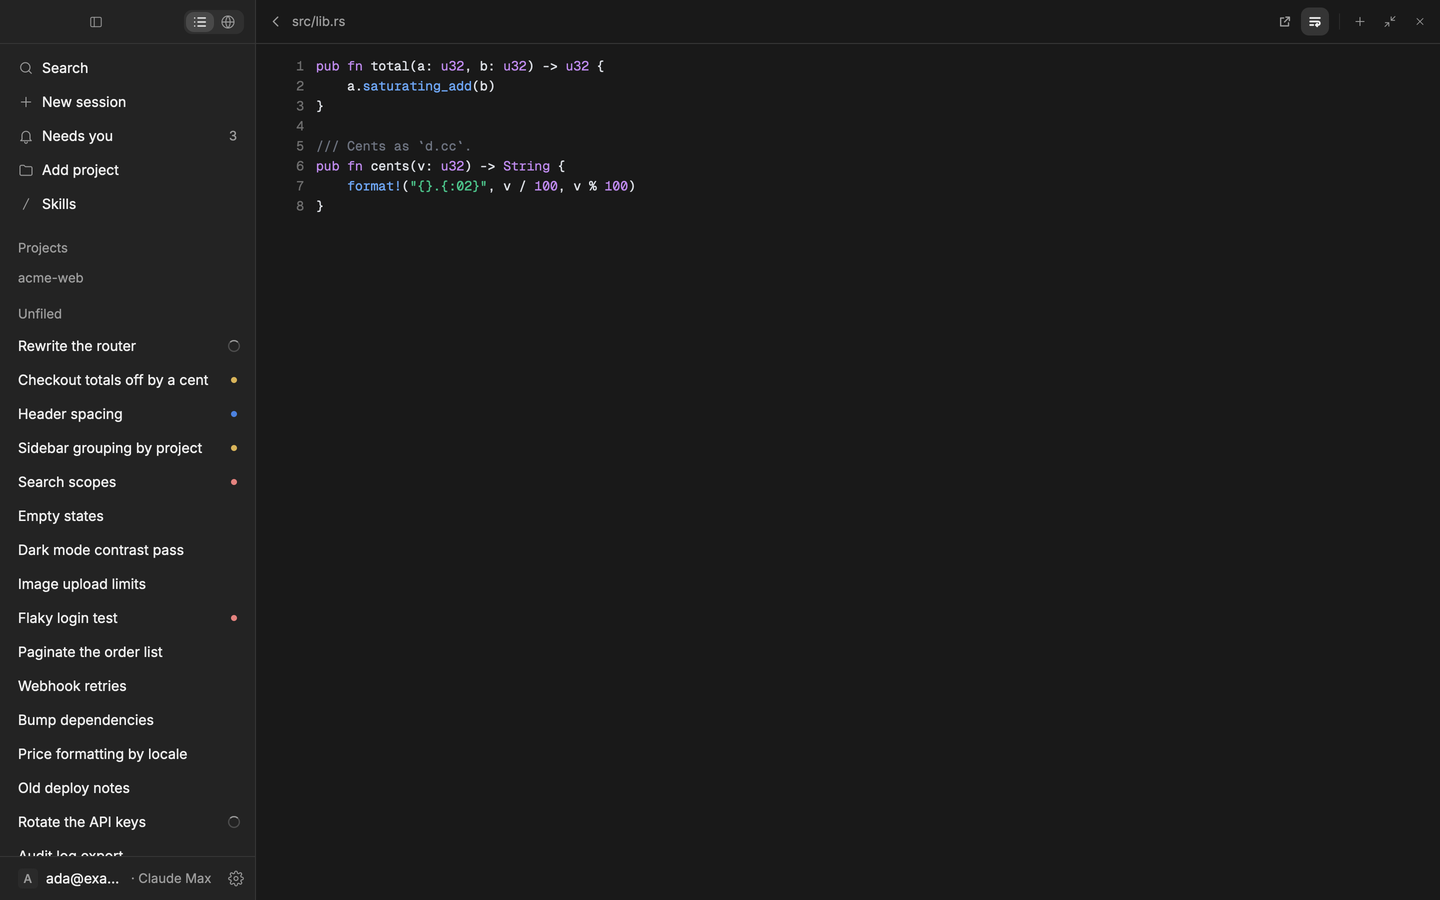 Search
New session
Needs you 3
Add project
/ Skills
Projects
acme-web
Unfiled
Rewrite the router
Checkout totals off by a cent
Header spacing
Sidebar grouping by project
Search scopes
Empty states
Dark mode contrast pass
Image upload limits
Flaky login test
Paginate the order list
Webhook retries
Bump dependencies
Price formatting by locale
Old deploy notes
Rotate the API keys
Audit log export
A ada@exa... · Claude Max
src/lib.rs
1 pub fn total(a: u32, b: u32) -> u32 {
2     a.saturating_add(b)
3 }
4
5 /// Cents as `d.cc`.
6 pub fn cents(v: u32) -> String {
7     format!("{}.{:02}", v / 100, v % 100)
8 }